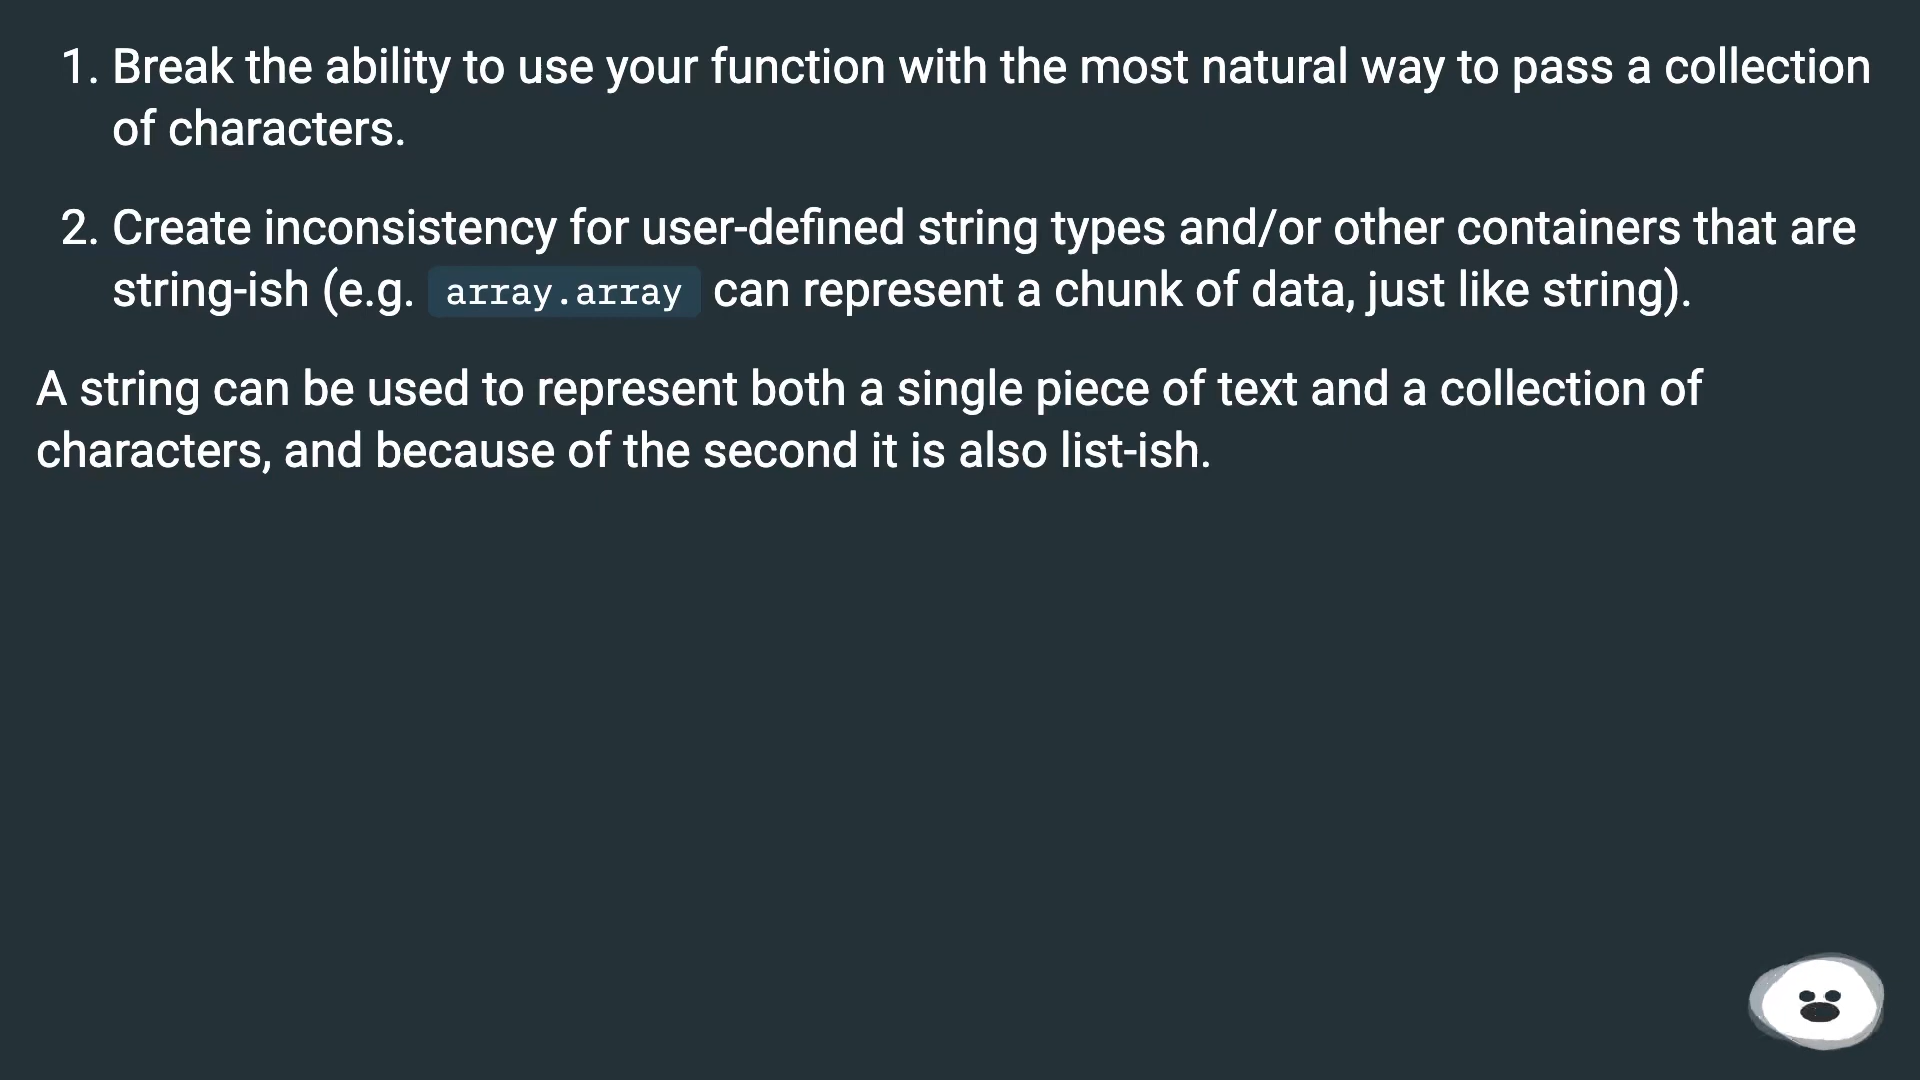 1. Break the ability to use your function with the most natural way to pass a collection
of characters.
2. Create inconsistency for user-defined string types and/or other containers that are
string-ish (e.g. array.array can represent a chunk of data, just like string).
A string can be used to represent both a single piece of text and a collection of
characters, and because of the second it is also list-ish.